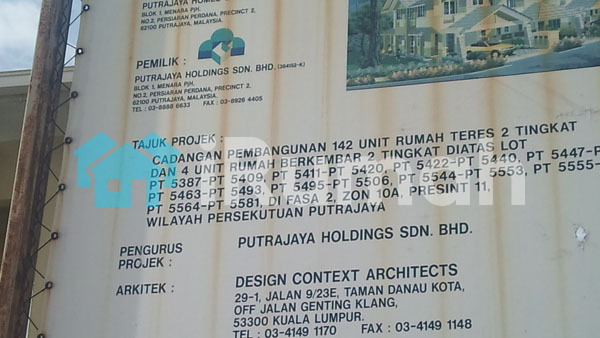 PUTRAJAYA HOMES
BLOK 1, MENARA PJH,
NO.2, PERSIARAN PERDANA, PRECINCT 2,
62100 PUTRAJAYA, MALAYSIA.
PEMILIK :
PUTRAJAYA HOLDINGS SDN. BHD.
BLOK 1, MENARA PJH,
NO.2, PERSIARAN PERDANA, PRECINCT 2,
62100 PUTRAJAYA, MALAYSIA.
TEL : 03-8888 6633 FAX : 03-8926 4405
TAJUK PROJEK :
CADANGAN PEMBANGUNAN 142 UNIT RUMAH TERES 2 TINGKAT
DAN 4 UNIT RUMAH BERKEMBAR 2 TINGKAT DIATAS LOT
PT 5387-PT 5409, PT 5411-PT 5420, PT 5422-PT 5440, PT 5447-P
PT 5463-PT 5493, PT 5495-PT 5506, PT 5544-PT 5553, PT 5555-
PT 5564-PT 5581, DI FASA 2, ZON 10A, PRESINT 11,
WILAYAH PERSEKUTUAN PUTRAJAYA
PENGURUS PROJEK : PUTRAJAYA HOLDINGS SDN. BHD.
ARKITEK : DESIGN CONTEXT ARCHITECTS
29-1, JALAN 9/23E, TAMAN DANAU KOTA,
OFF JALAN GENTING KLANG,
53300 KUALA LUMPUR.
TEL : 03-4149 1170 FAX : 03-4149 1148